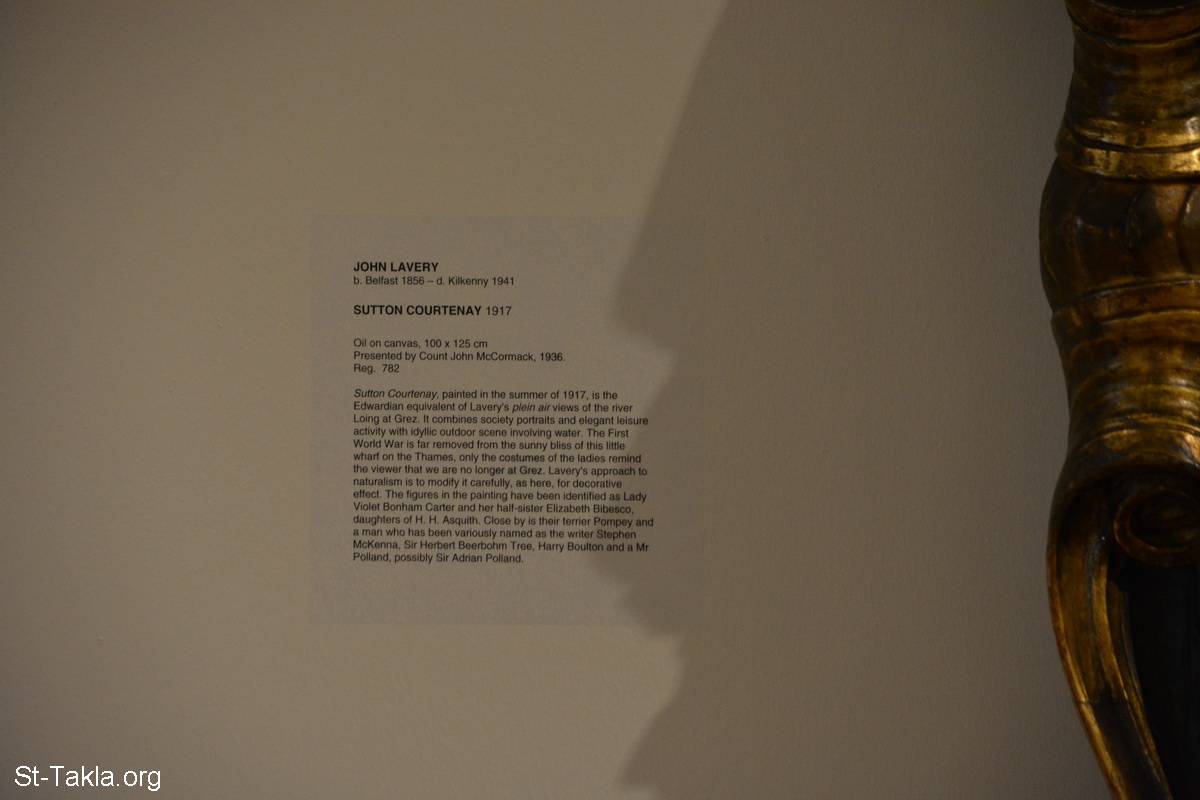 JOHN LAVERY
b. Belfast 1856 – d. Kilkenny 1941
SUTTON COURTENAY 1917
Oil on canvas, 100 x 125 cm
Presented by Count John McCormack, 1936.
Reg. 782
Sutton Courtenay, painted in the summer of 1917, is the
Edwardian equivalent of Lavery's plein air views of the river
Loing at Grez. It combines society portraits and elegant leisure
activity with idyllic outdoor scene involving water. The First
World War is far removed from the sunny bliss of this little
wharf on the Thames, only the costumes of the ladies remind
the viewer that we are no longer at Grez. Lavery's approach to
naturalism is to modify it carefully, as here, for decorative
effect. The figures in the painting have been identified as Lady
Violet Bonham Carter and her half-sister Elizabeth Bibesco,
daughters of H. H. Asquith. Close by is their terrier Pompey and
a man who has been variously named as the writer Stephen
McKenna, Sir Herbert Beerbohm Tree, Harry Boulton and a Mr
Polland, possibly Sir Adrian Polland.
St-Takla.org